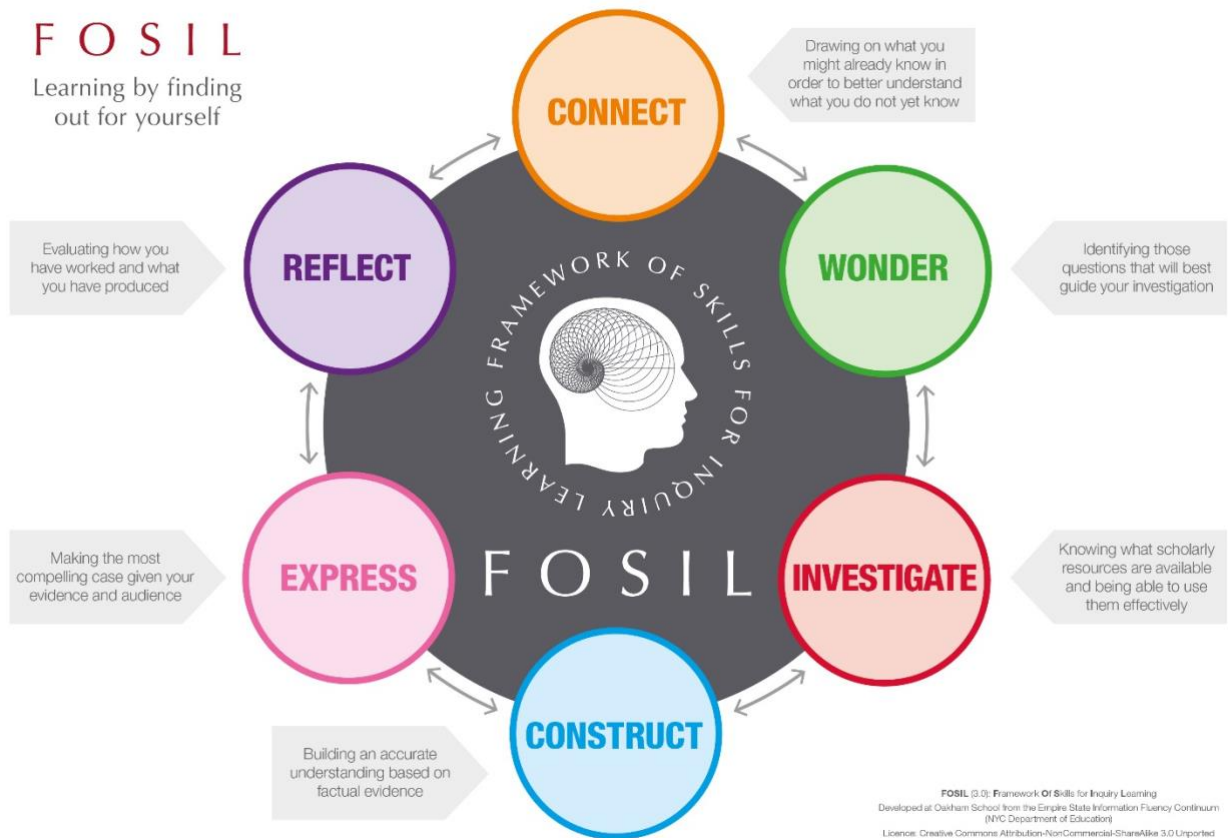 FOSIL
Learning by finding
out for yourself
CONNECT
Drawing on what you
might already know in
order to better understand
what you do not yet know
WONDER
Identifying those
questions that will best
guide your investigation
INVESTIGATE
Knowing what scholarly
resources are available
and being able to use
them effectively
CONSTRUCT
Building an accurate
understanding based on
factual evidence
EXPRESS
Making the most
compelling case given your
evidence and audience
REFLECT
Evaluating how you
have worked and what
you have produced
FRAMEWORK OF SKILLS FOR INQUIRY LEARNING
FOSIL
FOSIL (3.0): Framework Of Skills for Inquiry Learning
Developed at Oakham School from the Empire State Information Fluency Continuum
(NYC Department of Education)
Licence: Creative Commons Attribution-NonCommercial-ShareAlike 3.0 Unported